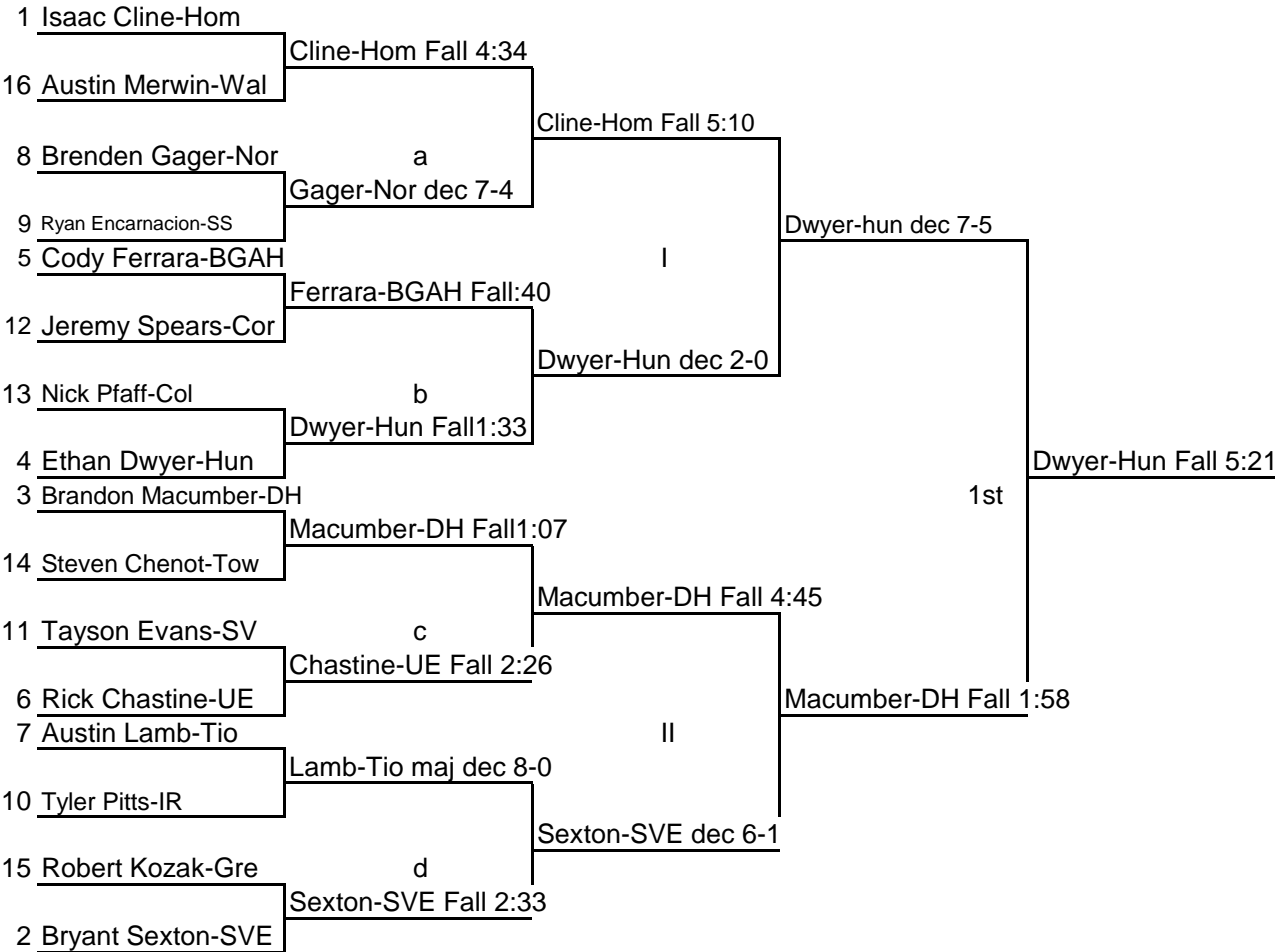 1 Isaac Cline-Hom
Cline-Hom Fall 4:34
16 Austin Merwin-Wal
Cline-Hom Fall 5:10
8 Brenden Gager-Nor
a
Gager-Nor dec 7-4
9 Ryan Encarnacion-SS
Dwyer-hun dec 7-5
5 Cody Ferrara-BGAH
I
Ferrara-BGAH Fall:40
12 Jeremy Spears-Cor
Dwyer-Hun dec 2-0
13 Nick Pfaff-Col
b
Dwyer-Hun Fall1:33
4 Ethan Dwyer-Hun
Dwyer-Hun Fall 5:21
3 Brandon Macumber-DH
1st
Macumber-DH Fall1:07
14 Steven Chenot-Tow
Macumber-DH Fall 4:45
11 Tayson Evans-SV
c
Chastine-UE Fall 2:26
6 Rick Chastine-UE
Macumber-DH Fall 1:58
7 Austin Lamb-Tio
II
Lamb-Tio maj dec 8-0
10 Tyler Pitts-IR
Sexton-SVE dec 6-1
15 Robert Kozak-Gre
d
Sexton-SVE Fall 2:33
2 Bryant Sexton-SVE